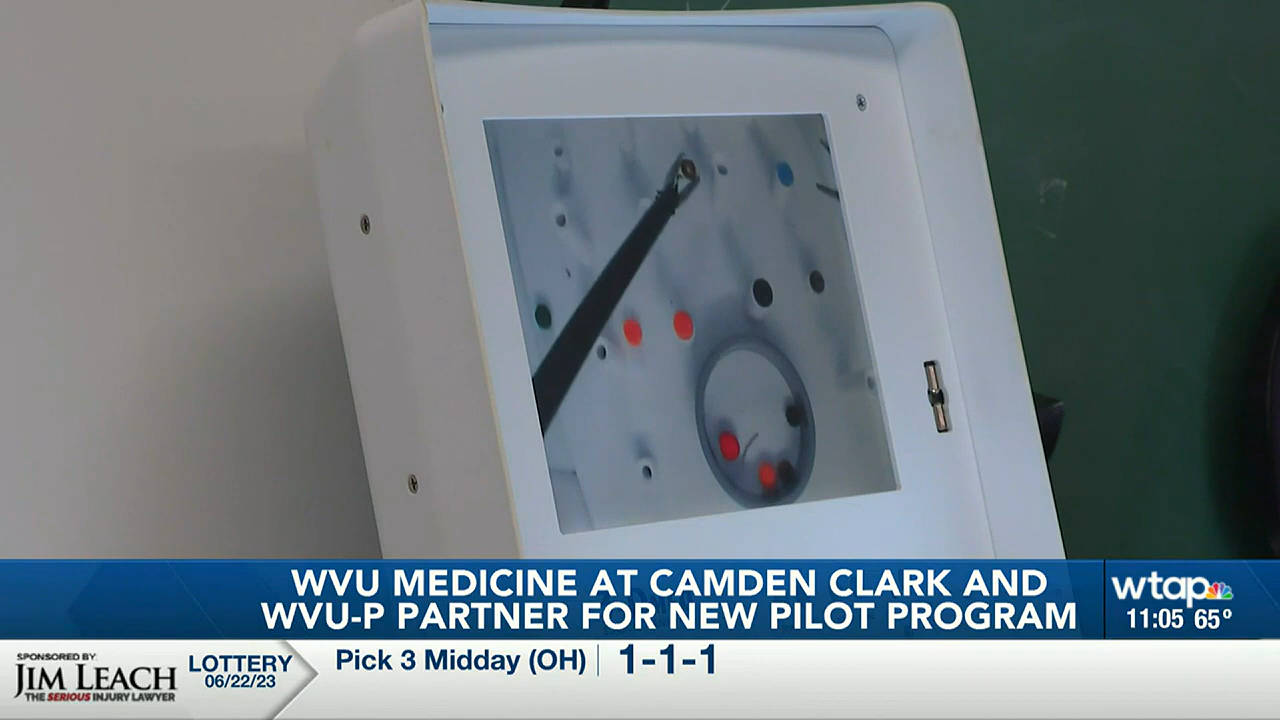 WVU MEDICINE AT CAMDEN CLARK AND
WVU-P PARTNER FOR NEW PILOT PROGRAM
wtap
11:05 65°
SPONSORED BY:
JIM LEACH
THE SERIOUS INJURY LAWYER
LOTTERY
06/22/23
Pick 3 Midday (OH) | 1-1-1